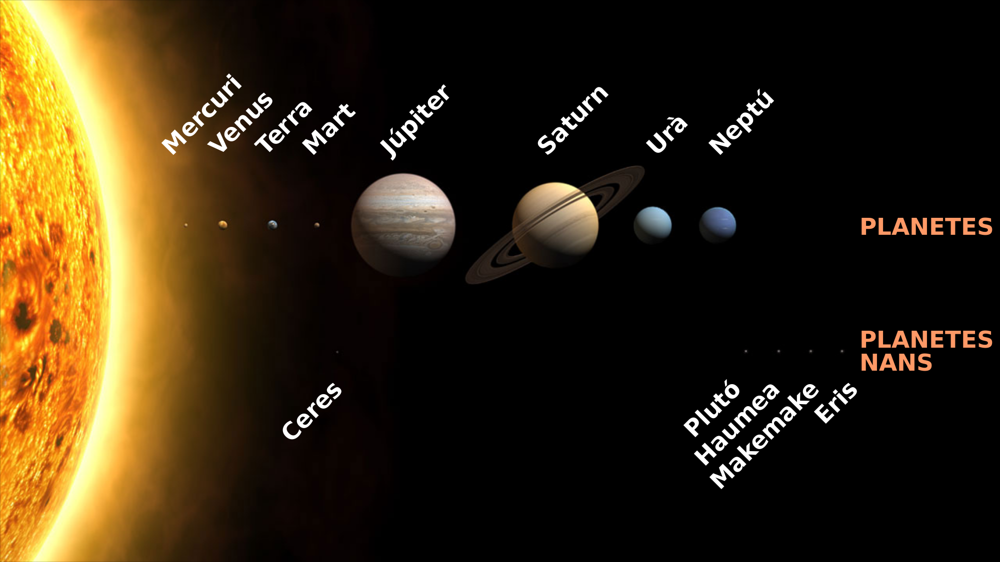 Mercuri
Venus
Terra
Mart
Júpiter
Saturn
Urà
Neptú
PLANETES
PLANETES
NANS
Ceres
Plutó
Haumea
Makemake
Eris